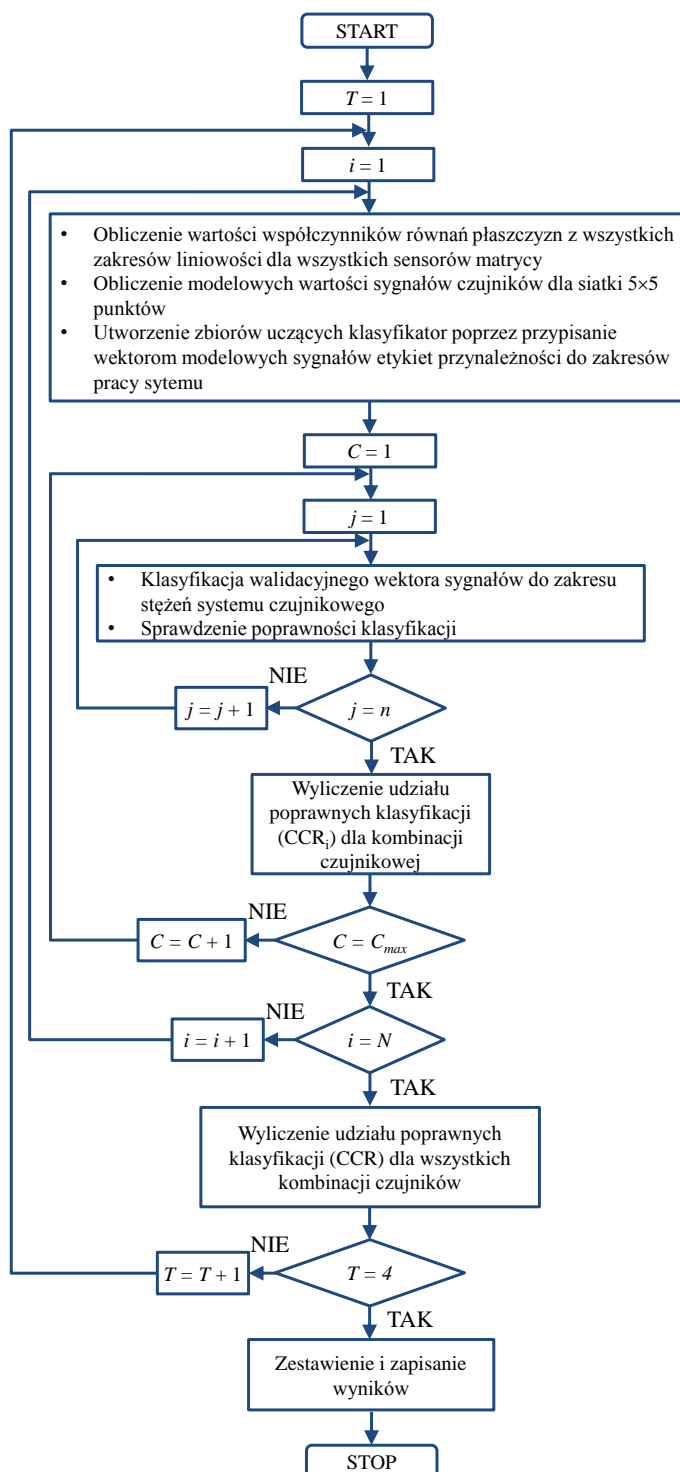 START
T = 1
i = 1
• Obliczenie wartości współczynników równań płaszczyzn z wszystkich
zakresów liniowości dla wszystkich sensorów matrycy
• Obliczenie modelowych wartości sygnałów czujników dla siatki 5×5
punktów
• Utworzenie zbiorów uczących klasyfikator poprzez przypisanie
wektorom modelowych sygnałów etykiet przynależności do zakresów
pracy sytemu
C = 1
j = 1
• Klasyfikacja walidacyjnego wektora sygnałów do zakresu
stężeń systemu czujnikowego
• Sprawdzenie poprawności klasyfikacji
NIE
j = j + 1
j = n
TAK
Wyliczenie udziału
poprawnych klasyfikacji
(CCRi) dla kombinacji
czujnikowej
NIE
C = C + 1
C = Cmax
TAK
NIE
i = i + 1
i = N
TAK
Wyliczenie udziału poprawnych
klasyfikacji (CCR) dla wszystkich
kombinacji czujników
NIE
T = T + 1
T = 4
TAK
Zestawienie i zapisanie
wyników
STOP